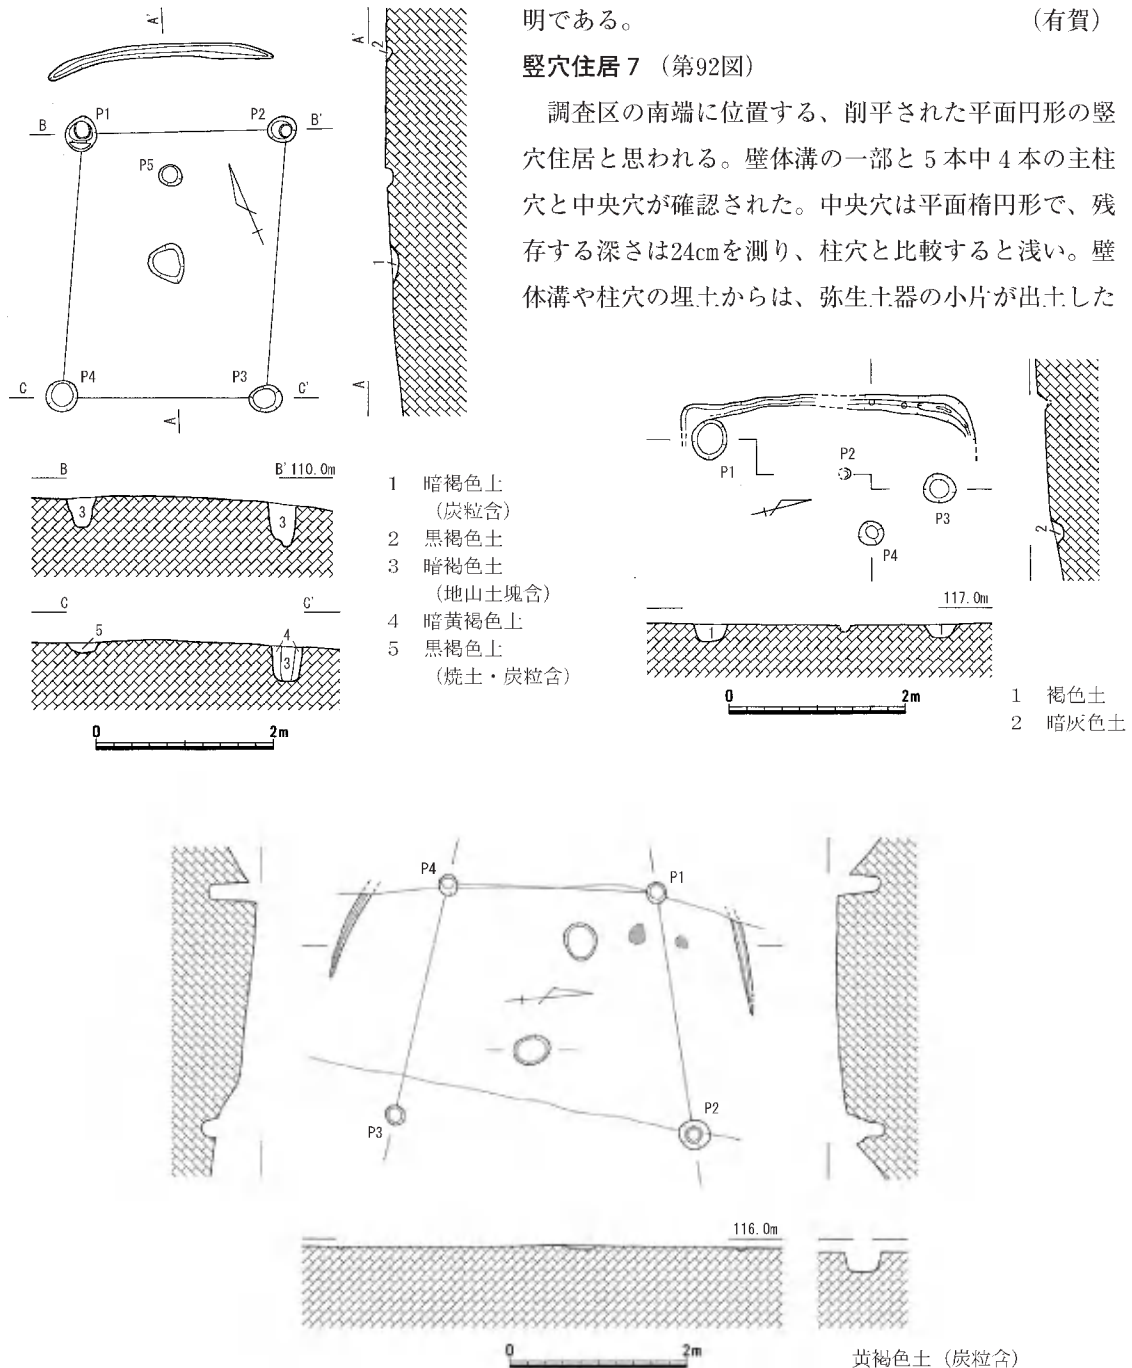 明である。 (有賀)
竪穴住居7 (第92図)
調査区の南端に位置する、削平された平面円形の竪
穴住居と思われる。壁体溝の一部と5本中4本の主柱
穴と中央穴が確認された。中央穴は平面楕円形で、残
存する深さは24cmを測り、柱穴と比較すると浅い。壁
体溝や柱穴の埋土からは、弥生土器の小片が出土した
A'
A'
2
P1
P2
B
B'
P5
1
P4
P3
C
C'
A
A
B
B' 110.0m
3
3
C
C'
5
4
3
0
2m
1 暗褐色土
(炭粒含)
2 黒褐色土
3 暗褐色土
(地山土塊含)
4 暗黄褐色土
5 黒褐色土
(焼土・炭粒含)
P1
P2
P3
P4
2
117.0m
1
1
0
2m
1 褐色土
2 暗灰色土
P4
P1
P3
P2
116.0m
0
2m
黄褐色土(炭粒含)